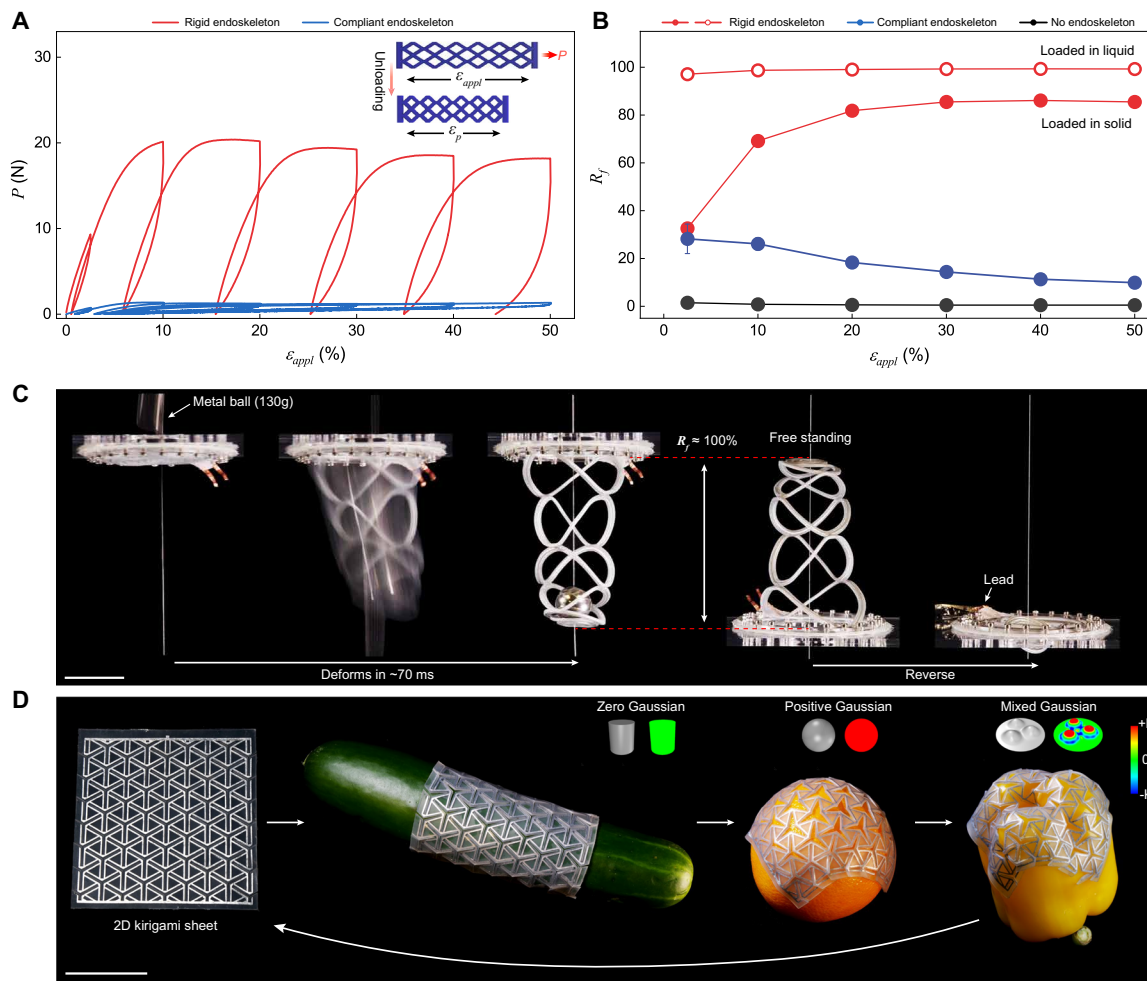 A
Rigid endoskeleton
Compliant endoskeleton
30
20
10
0
P (N)
0
10
20
30
40
50
ε_appl (%)
Unloading
P
ε_appl
ε_p
B
Rigid endoskeleton
Compliant endoskeleton
No endoskeleton
Loaded in liquid
Loaded in solid
100
80
60
40
20
0
R_f
0
10
20
30
40
50
ε_appl (%)
C
Metal ball (130g)
R_f ≈ 100%
Free standing
Lead
Deforms in ~70 ms
Reverse
D
Zero Gaussian
Positive Gaussian
Mixed Gaussian
0
2D kirigami sheet